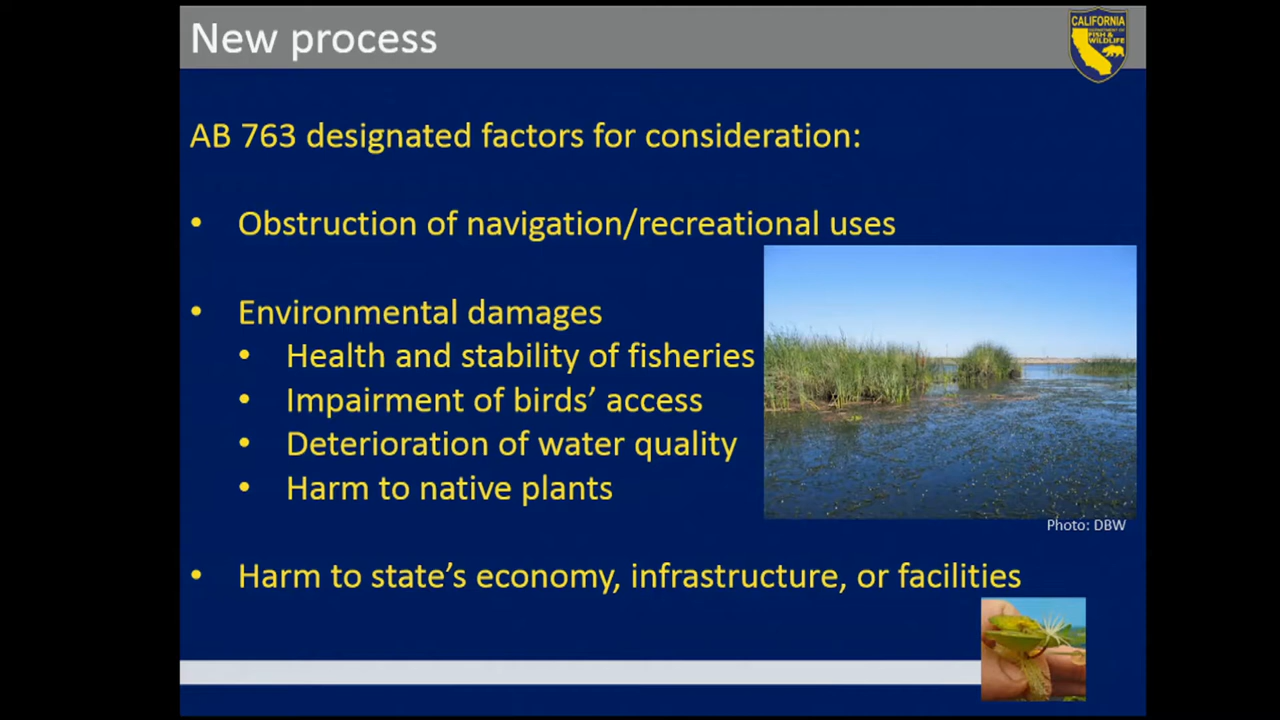 New process
CALIFORNIA
DEPARTMENT OF
FISH &
WILDLIFE
AB 763 designated factors for consideration:
• Obstruction of navigation/recreational uses
• Environmental damages
• Health and stability of fisheries
• Impairment of birds’ access
• Deterioration of water quality
• Harm to native plants
Photo: DBW
• Harm to state’s economy, infrastructure, or facilities